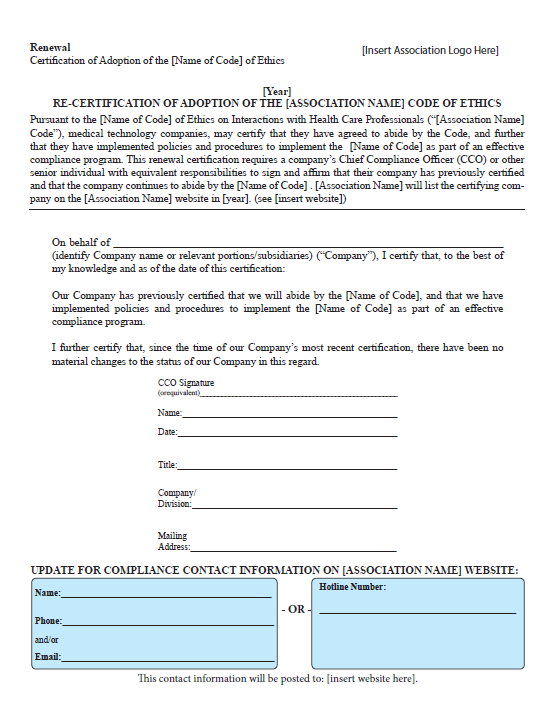 Renewal
[Insert Association Logo Here]
Certification of Adoption of the [Name of Code] of Ethics
[Year]
RE-CERTIFICATION OF ADOPTION OF THE [ASSOCIATION NAME] CODE OF ETHICS
Pursuant to the [Name of Code] of Ethics on Interactions with Health Care Professionals (“[Association Name]
Code”), medical technology companies, may certify that they have agreed to abide by the Code, and further
that they have implemented policies and procedures to implement the [Name of Code] as part of an effective
compliance program. This renewal certification requires a company’s Chief Compliance Officer (CCO) or other
senior individual with equivalent responsibilities to sign and affirm that their company has previously certified
and that the company continues to abide by the [Name of Code] . [Association Name] will list the certifying com-
pany on the [Association Name] website in [year]. (see [insert website])
On behalf of
(identify Company name or relevant portions/subsidiaries) (“Company”), I certify that, to the best of
my knowledge and as of the date of this certification:
Our Company has previously certified that we will abide by the [Name of Code], and that we have
implemented policies and procedures to implement the [Name of Code] as part of an effective
compliance program.
I further certify that, since the time of our Company’s most recent certification, there have been no
material changes to the status of our Company in this regard.
CCO Signature
(orequivalent)
Name:
Date:
Title:
Company/
Division:
Mailing
Address:
UPDATE FOR COMPLIANCE CONTACT INFORMATION ON [ASSOCIATION NAME] WEBSITE:
Name:
Phone:
and/or
Email:
- OR -
Hotline Number:
This contact information will be posted to: [insert website here].